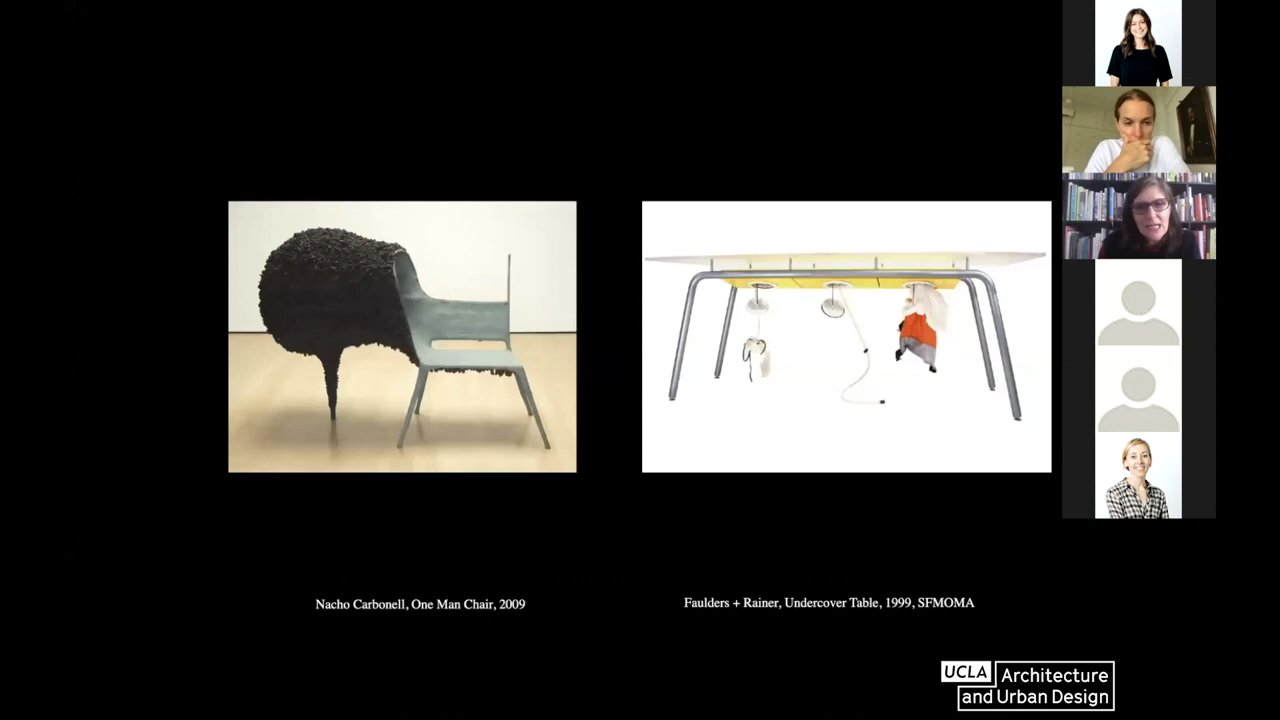 Nacho Carbonell, One Man Chair, 2009
Faulders + Rainer, Undercover Table, 1999, SFMOMA
UCLA Architecture
and Urban Design